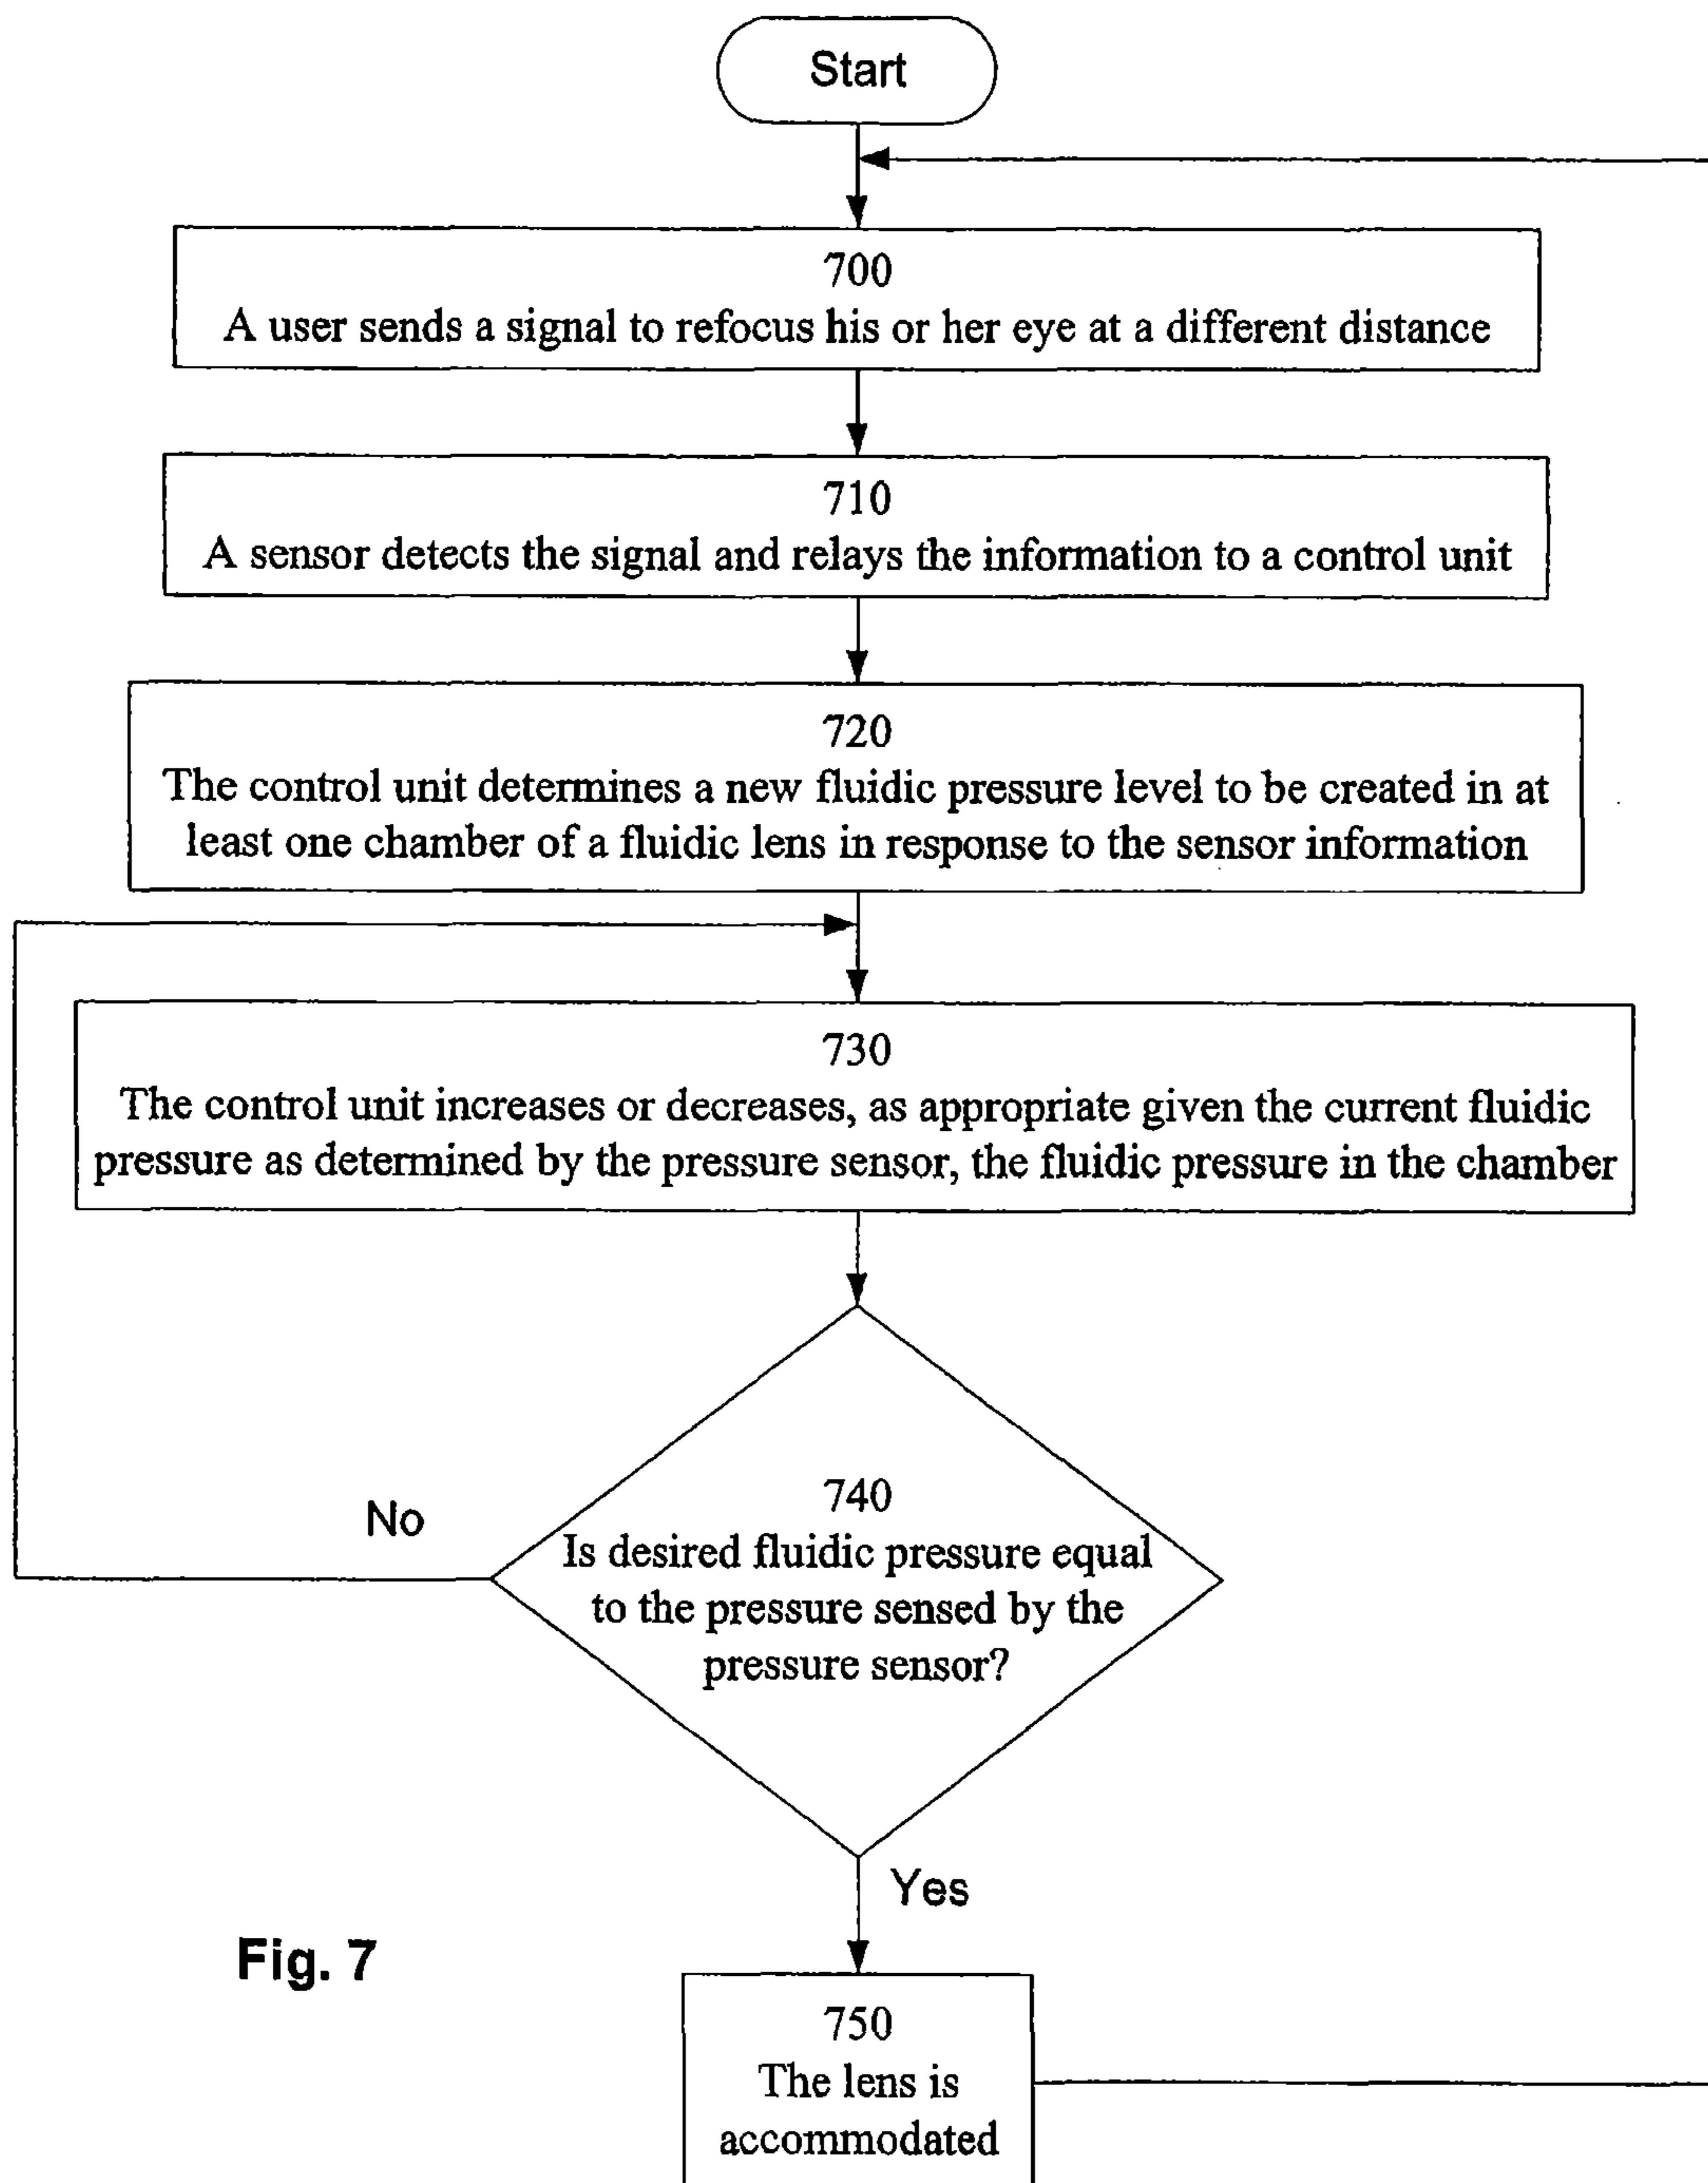 Start
700
A user sends a signal to refocus his or her eye at a different distance
710
A sensor detects the signal and relays the information to a control unit
720
The control unit determines a new fluidic pressure level to be created in at
least one chamber of a fluidic lens in response to the sensor information
730
The control unit increases or decreases, as appropriate given the current fluidic
pressure as determined by the pressure sensor, the fluidic pressure in the chamber
740
Is desired fluidic pressure equal
to the pressure sensed by the
pressure sensor?
No
Yes
Fig. 7
750
The lens is
accommodated